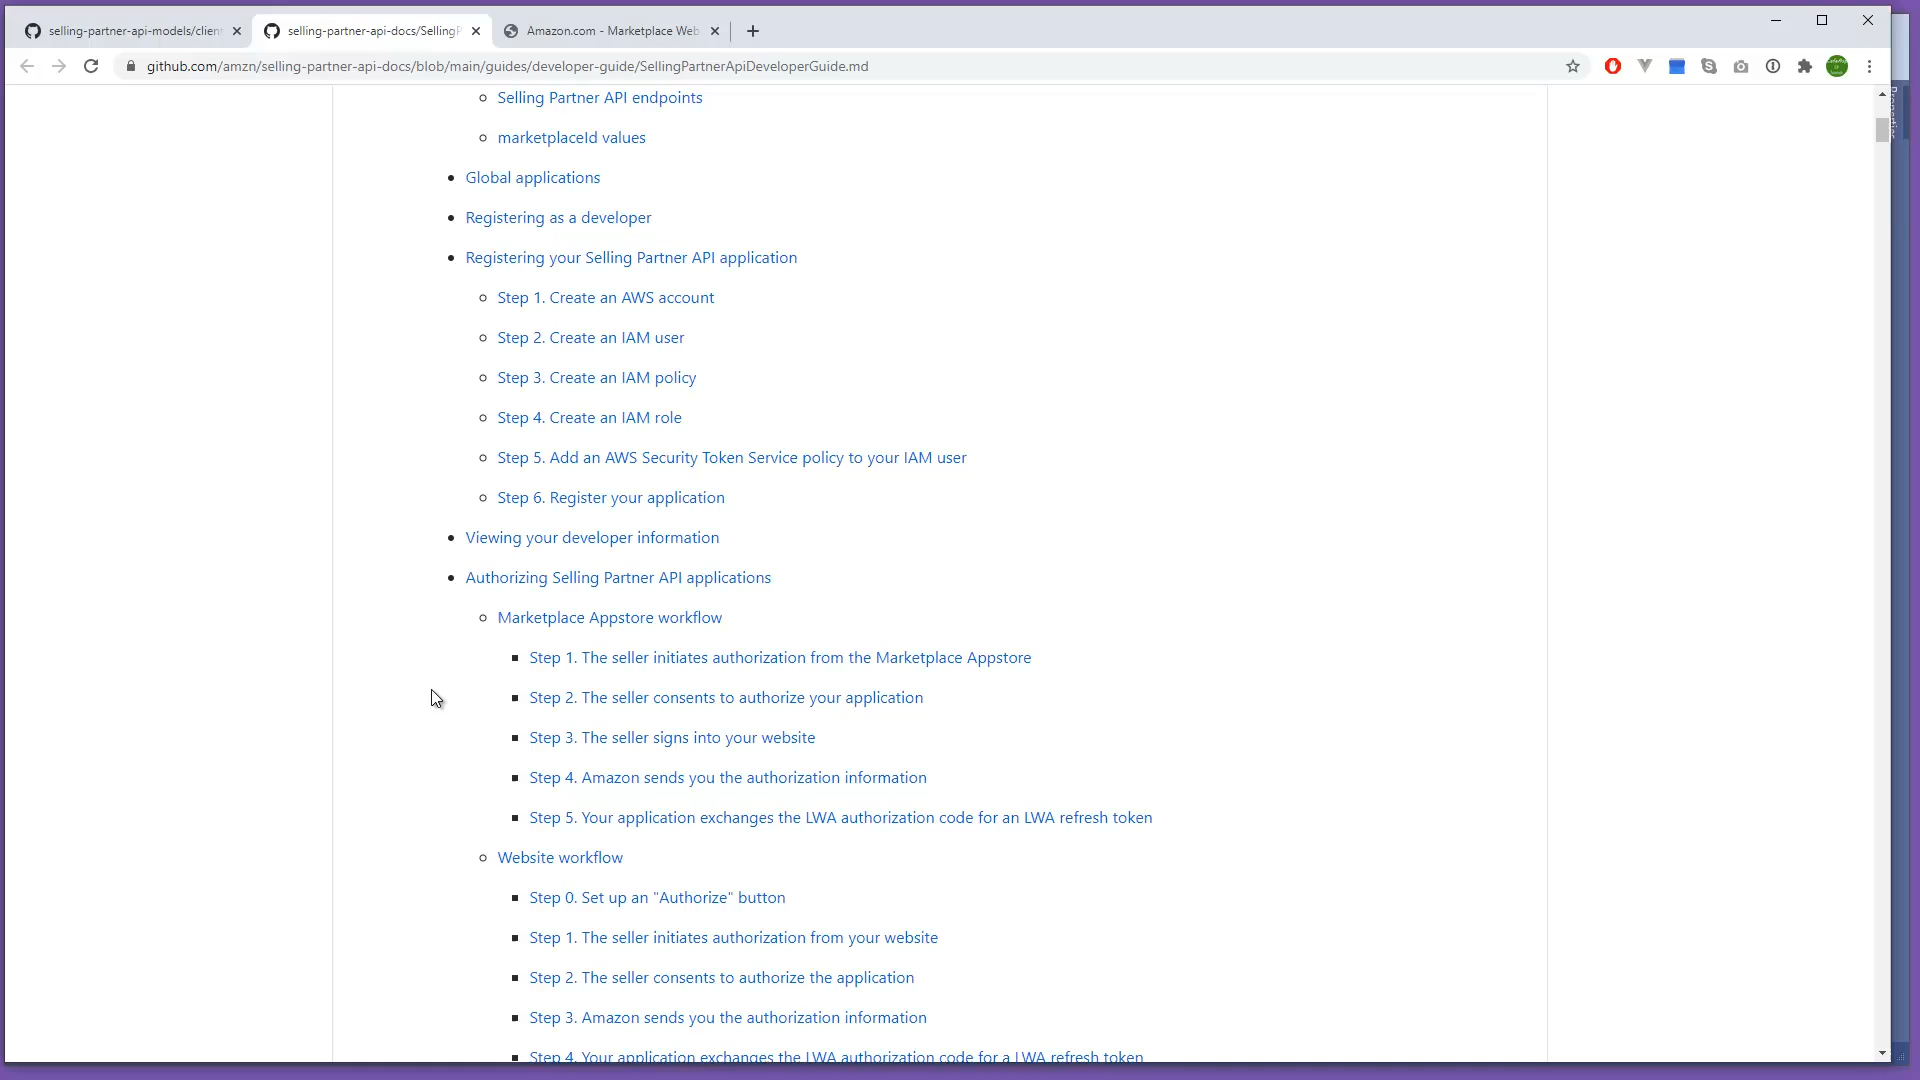 selling-partner-api-models/clien
selling-partner-api-docs/SellingP
Amazon.com - Marketplace Web
github.com/amzn/selling-partner-api-docs/blob/main/guides/developer-guide/SellingPartnerApiDeveloperGuide.md
Properties
Selling Partner API endpoints
marketplaceId values
Global applications
Registering as a developer
Registering your Selling Partner API application
Step 1. Create an AWS account
Step 2. Create an IAM user
Step 3. Create an IAM policy
Step 4. Create an IAM role
Step 5. Add an AWS Security Token Service policy to your IAM user
Step 6. Register your application
Viewing your developer information
Authorizing Selling Partner API applications
Marketplace Appstore workflow
Step 1. The seller initiates authorization from the Marketplace Appstore
Step 2. The seller consents to authorize your application
Step 3. The seller signs into your website
Step 4. Amazon sends you the authorization information
Step 5. Your application exchanges the LWA authorization code for an LWA refresh token
Website workflow
Step 0. Set up an "Authorize" button
Step 1. The seller initiates authorization from your website
Step 2. The seller consents to authorize the application
Step 3. Amazon sends you the authorization information
Step 4. Your application exchanges the LWA authorization code for a LWA refresh token